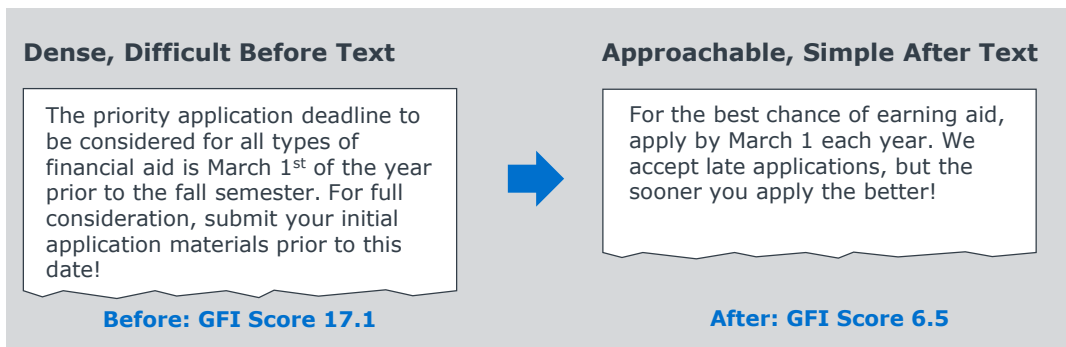 Dense, Difficult Before Text
The priority application deadline to
be considered for all types of
financial aid is March 1st of the year
prior to the fall semester. For full
consideration, submit your initial
application materials prior to this
date!
Before: GFI Score 17.1
Approachable, Simple After Text
For the best chance of earning aid,
apply by March 1 each year. We
accept late applications, but the
sooner you apply the better!
After: GFI Score 6.5